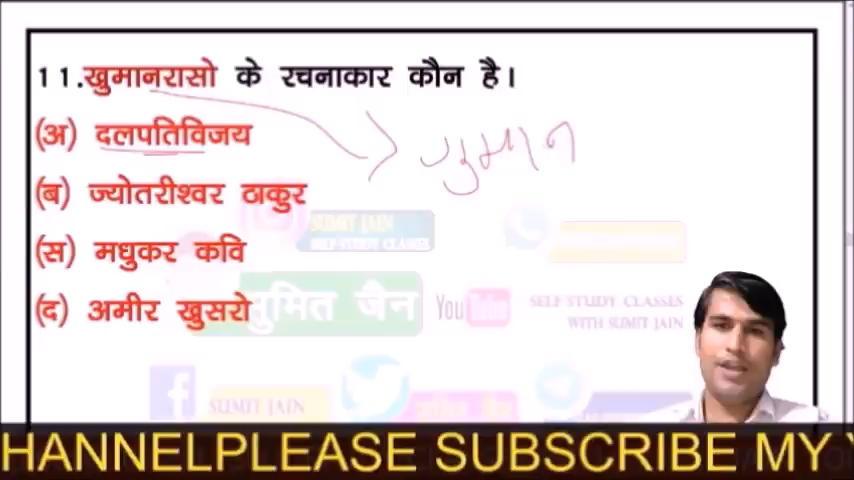 11.खुमानरासो के रचनाकार कौन है।
(अ) दलपतिविजय
(ब) ज्योतरीश्वर ठाकुर
(स) मधुकर कवि
(द) अमीर खुसरो
SUMIT JAIN
SELF STUDY CLASSES
सुमित जैन
YouTube
SELF STUDY CLASSES
WITH SUMIT JAIN
SUMIT JAIN
HANNELPLEASE SUBSCRIBE MY Y